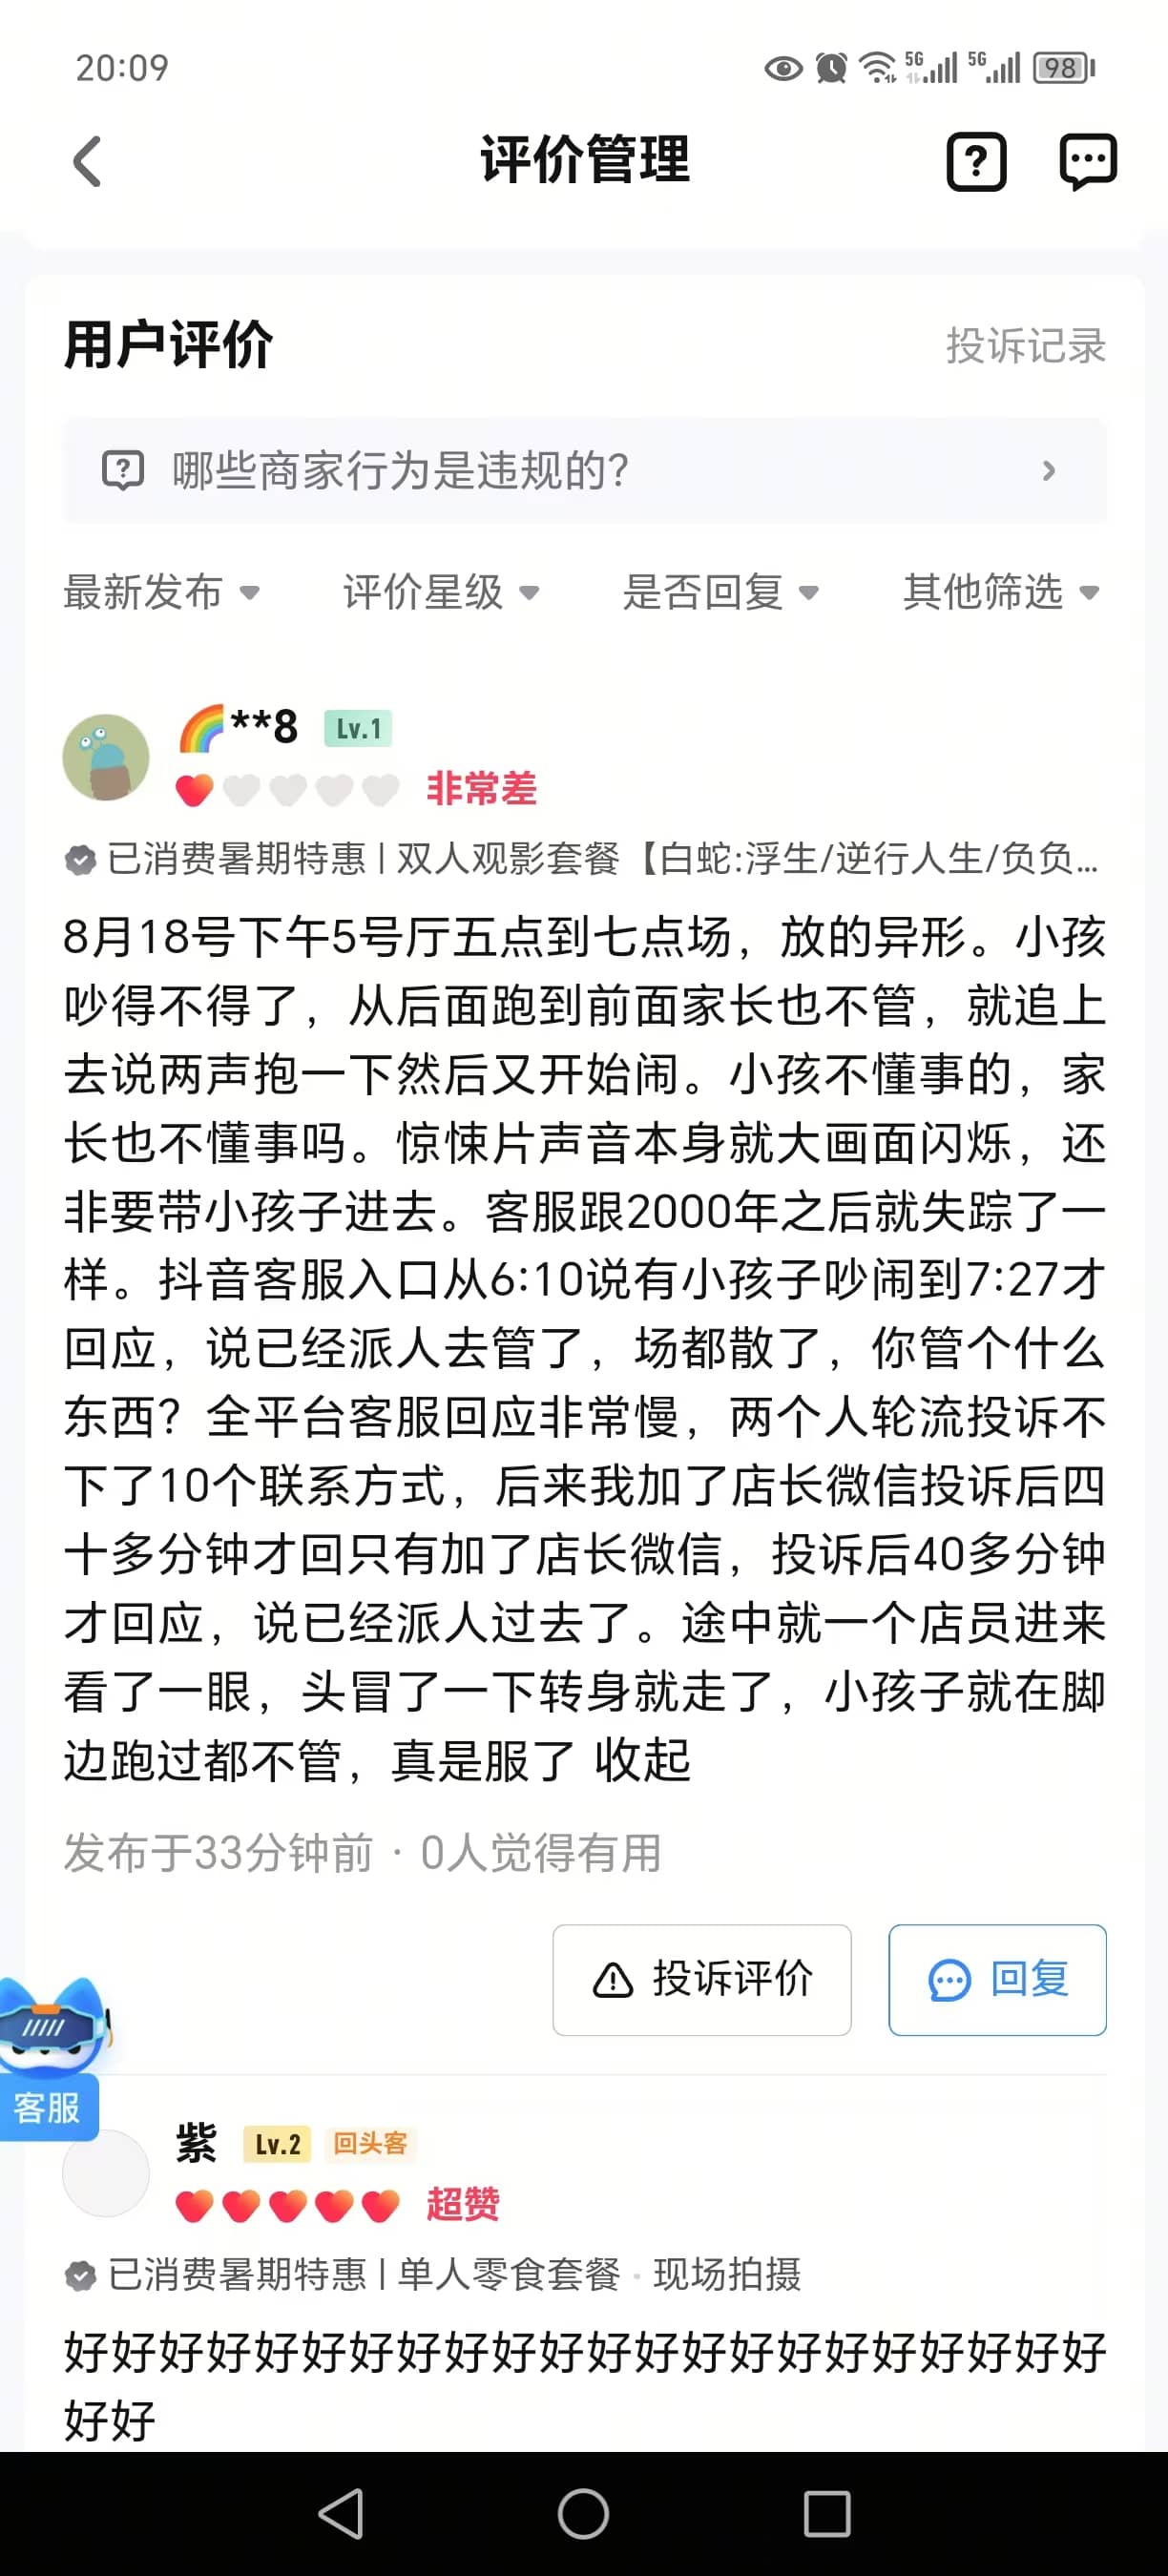 20:09
5G 5G 98
评价管理
用户评价 投诉记录
哪些商家行为是违规的?
最新发布 评价星级 是否回复 其他筛选
**8 Lv.1
非常差
已消费暑期特惠 | 双人观影套餐【白蛇:浮生/逆行人生/负负...
8月18号下午5号厅五点到七点场，放的异形。小孩
吵得不得了，从后面跑到前面家长也不管，就追上
去说两声抱一下然后又开始闹。小孩不懂事的，家
长也不懂事吗。惊悚片声音本身就大画面闪烁，还
非要带小孩子进去。客服跟2000年之后就失踪了一
样。抖音客服入口从6:10说有小孩子吵闹到7:27才
回应，说已经派人去管了，场都散了，你管个什么
东西？全平台客服回应非常慢，两个人轮流投诉不
下了10个联系方式，后来我加了店长微信投诉后四
十多分钟才回只有加了店长微信，投诉后40多分钟
才回应，说已经派人过去了。途中就一个店员进来
看了一眼，头冒了一下转身就走了，小孩子就在脚
边跑过都不管，真是服了 收起
发布于33分钟前 · 0人觉得有用
投诉评价 回复
客服
紫 Lv.2 回头客
超赞
已消费暑期特惠 | 单人零食套餐 · 现场拍摄
好好好好好好好好好好好好好好好好好好好好好好
好好